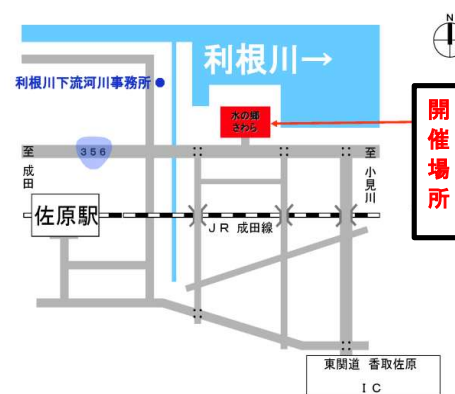 N
利根川→
利根川下流河川事務所
水の郷
さわら
開催場所
至 成田
356
至 小見川
佐原駅
JR 成田線
東関道 香取佐原
IC